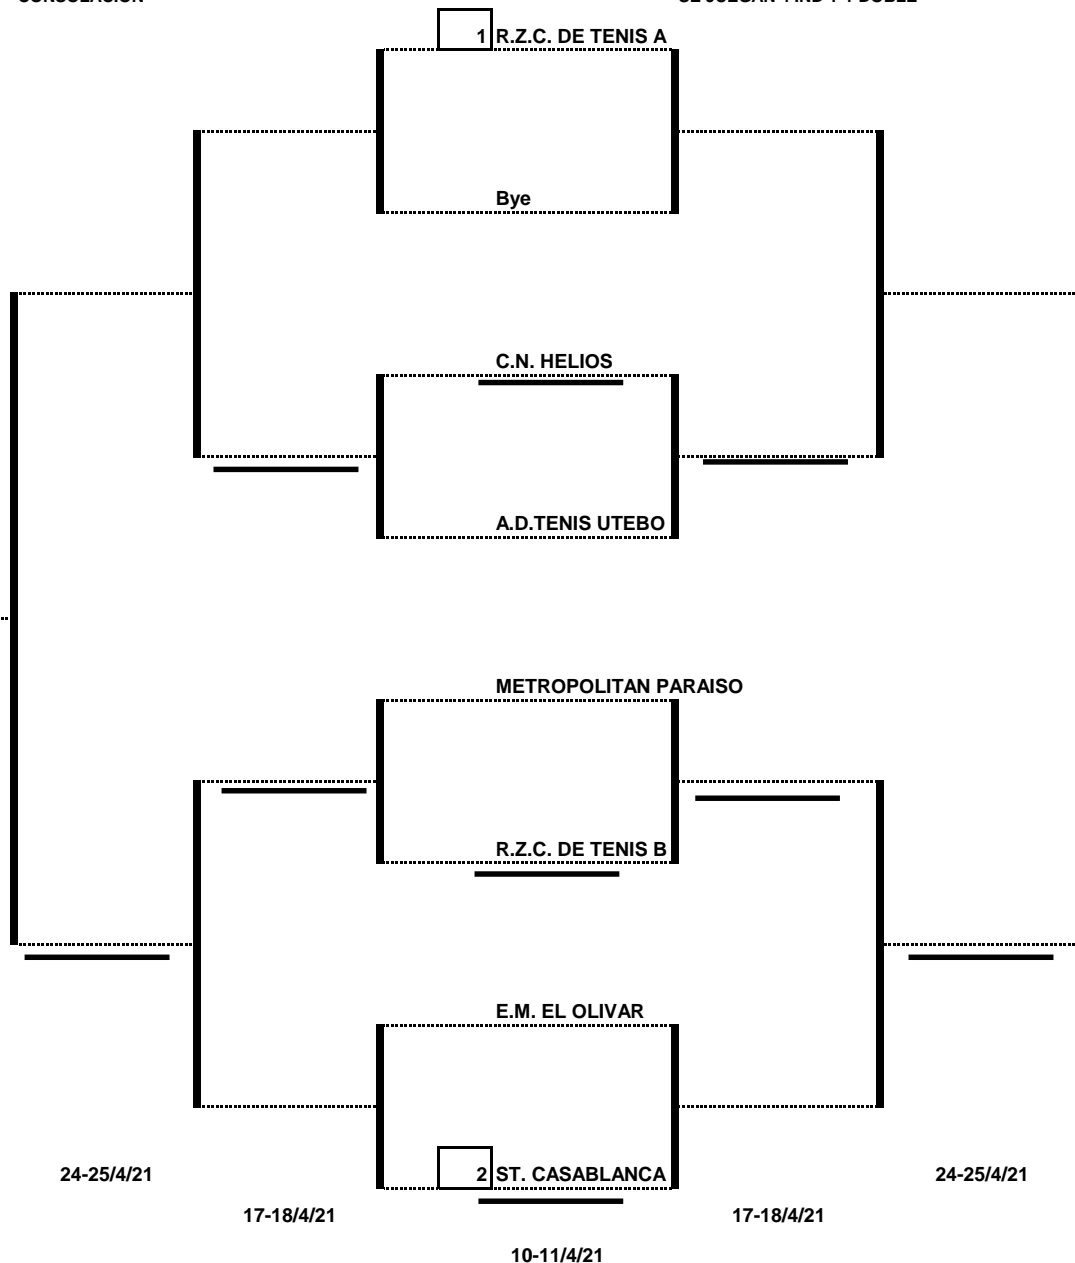 1 R.Z.C. DE TENIS A
Bye
C.N. HELIOS
A.D.TENIS UTEBO
METROPOLITAN PARAISO
R.Z.C. DE TENIS B
E.M. EL OLIVAR
24-25/4/21
2 ST. CASABLANCA
24-25/4/21
17-18/4/21
17-18/4/21
10-11/4/21